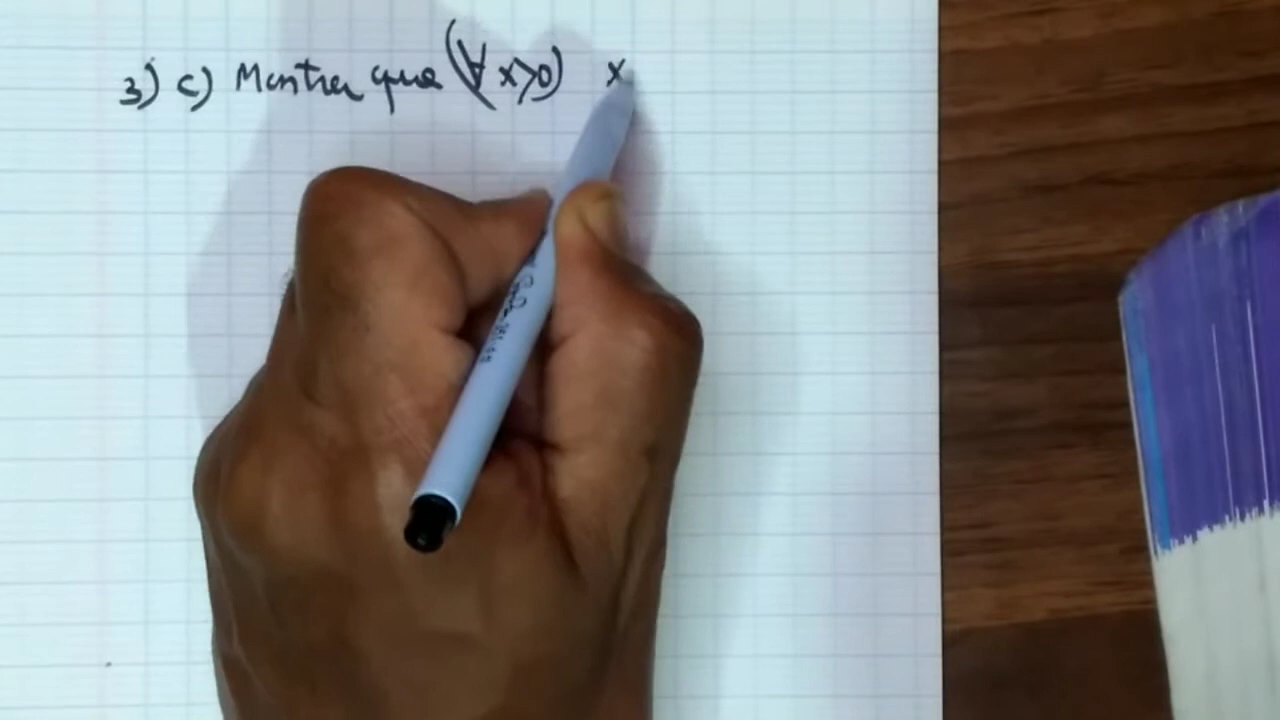 3) c) Montrer que (∀ x>0) x